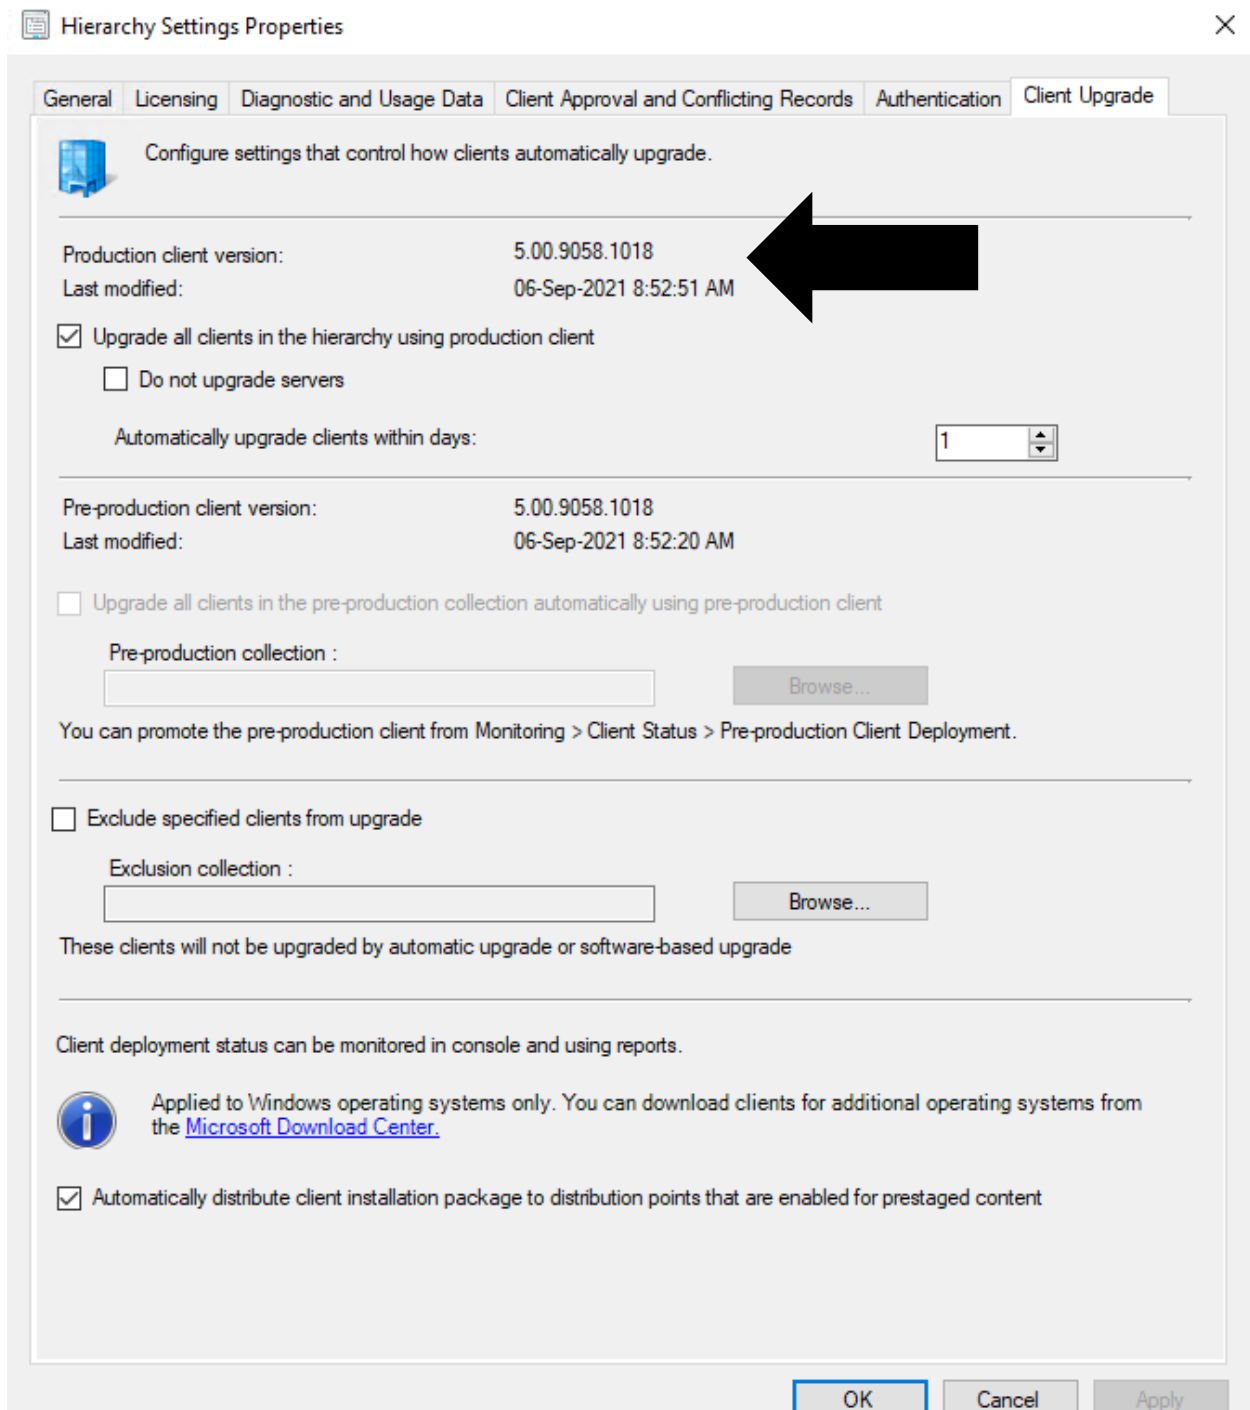 Hierarchy Settings Properties
General Licensing Diagnostic and Usage Data Client Approval and Conflicting Records Authentication Client Upgrade
Configure settings that control how clients automatically upgrade.
Production client version: 5.00.9058.1018
Last modified: 06-Sep-2021 8:52:51 AM
Upgrade all clients in the hierarchy using production client
Do not upgrade servers
Automatically upgrade clients within days: 1
Pre-production client version: 5.00.9058.1018
Last modified: 06-Sep-2021 8:52:20 AM
Upgrade all clients in the pre-production collection automatically using pre-production client
Pre-production collection :
Browse...
You can promote the pre-production client from Monitoring > Client Status > Pre-production Client Deployment.
Exclude specified clients from upgrade
Exclusion collection :
Browse...
These clients will not be upgraded by automatic upgrade or software-based upgrade
Client deployment status can be monitored in console and using reports.
Applied to Windows operating systems only. You can download clients for additional operating systems from
the Microsoft Download Center.
Automatically distribute client installation package to distribution points that are enabled for prestaged content
OK Cancel Apply